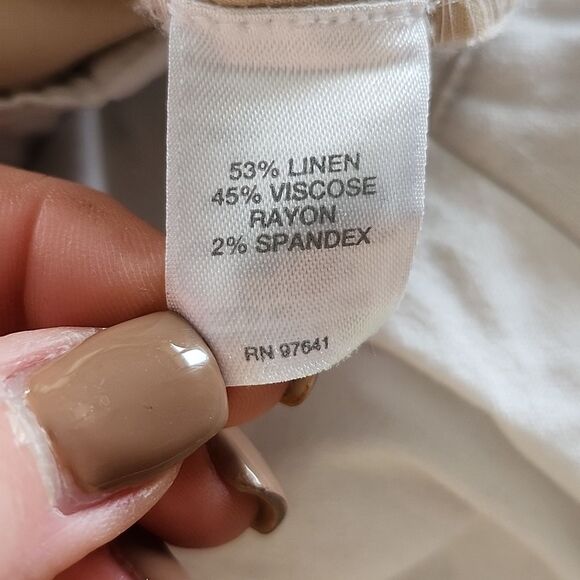 53% LINEN
45% VISCOSE
RAYON
2% SPANDEX
RN 97641